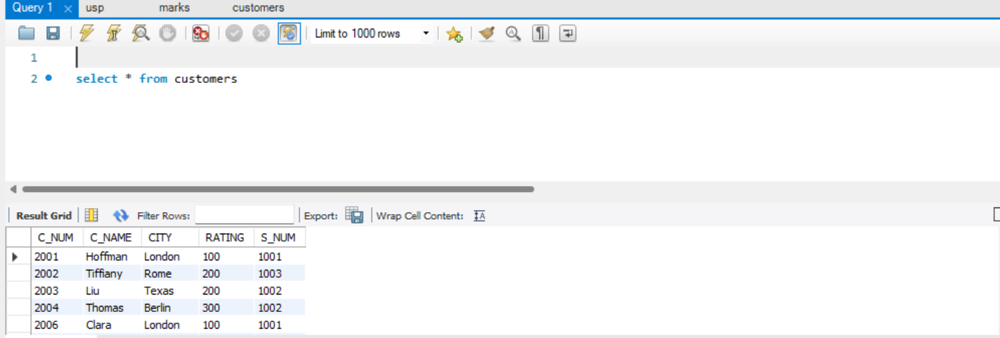 Query 1 usp marks customers
Limit to 1000 rows
1
2 select * from customers
Result Grid Filter Rows: Export: Wrap Cell Content: IA
C_NUM C_NAME CITY RATING S_NUM
2001 Hoffman London 100 1001
2002 Tiffiany Rome 200 1003
2003 Liu Texas 200 1002
2004 Thomas Berlin 300 1002
2006 Clara London 100 1001